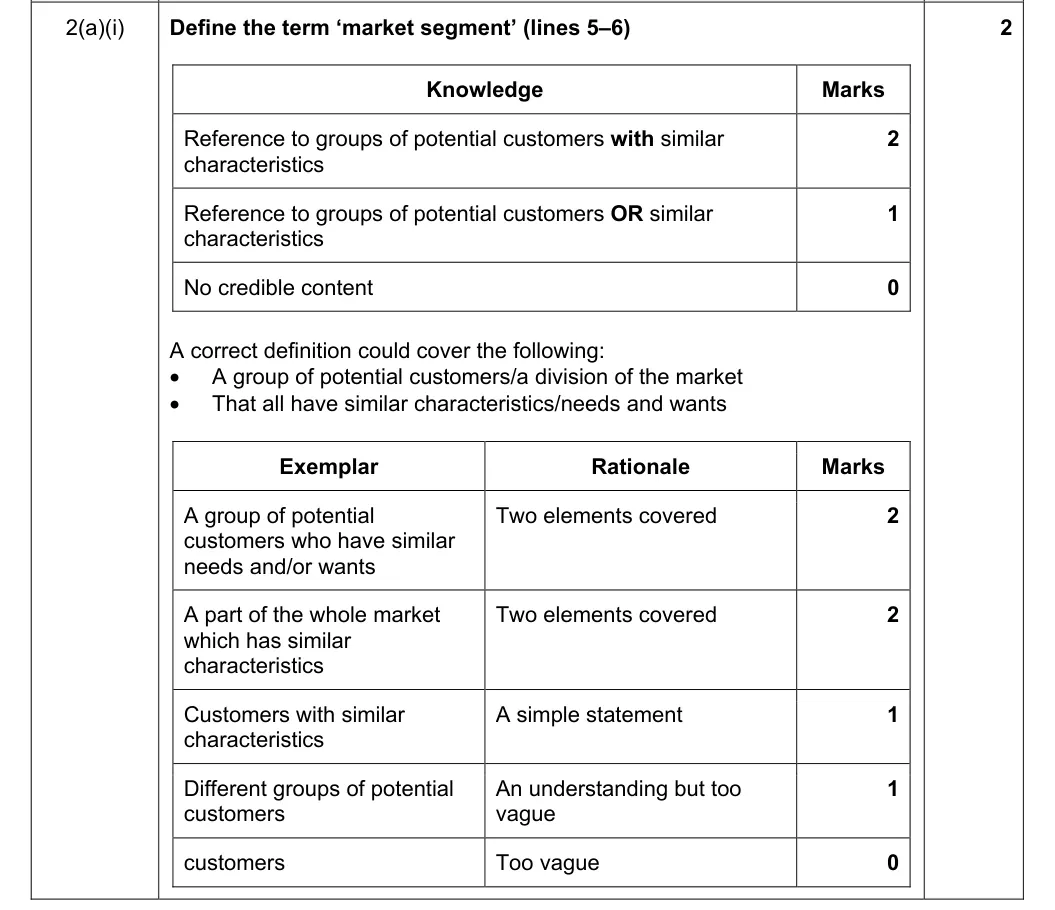 2(a)(i) Define the term ‘market segment’ (lines 5–6) 2
Knowledge Marks
Reference to groups of potential customers with similar 2
characteristics
Reference to groups of potential customers OR similar 1
characteristics
No credible content 0
A correct definition could cover the following:
• A group of potential customers/a division of the market
• That all have similar characteristics/needs and wants
Exemplar Rationale Marks
A group of potential Two elements covered 2
customers who have similar
needs and/or wants
A part of the whole market Two elements covered 2
which has similar
characteristics
Customers with similar A simple statement 1
characteristics
Different groups of potential An understanding but too 1
customers vague
customers Too vague 0